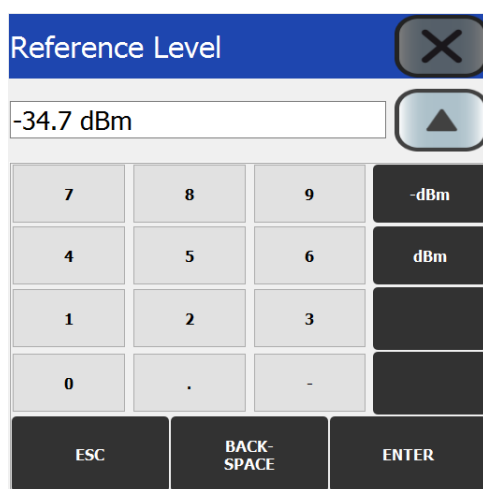 Reference Level
-34.7 dBm
7 8 9 -dBm
4 5 6 dBm
1 2 3
0 . -
ESC BACK- ENTER
SPACE